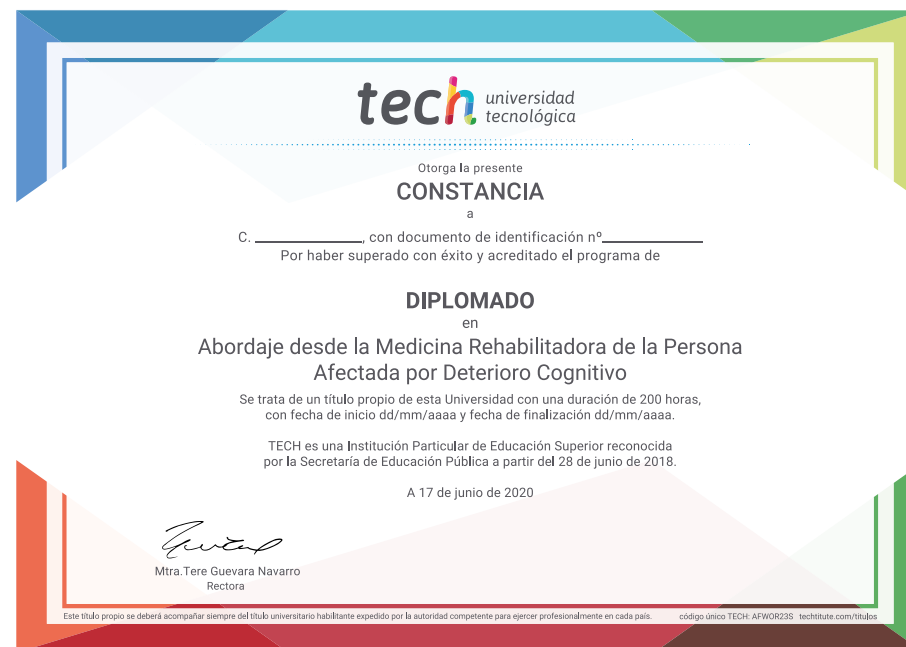 tech universidad
tecnológica
Otorga la presente
CONSTANCIA
a
C. ____________, con documento de identificación nº____________
Por haber superado con éxito y acreditado el programa de
DIPLOMADO
en
Abordaje desde la Medicina Rehabilitadora de la Persona
Afectada por Deterioro Cognitivo
Se trata de un título propio de esta Universidad con una duración de 200 horas,
con fecha de inicio dd/mm/aaaa y fecha de finalización dd/mm/aaaa.
TECH es una Institución Particular de Educación Superior reconocida
por la Secretaría de Educación Pública a partir del 28 de junio de 2018.
A 17 de junio de 2020
Mtra.Tere Guevara Navarro
Rectora
Este título propio se deberá acompañar siempre del título universitario habilitante expedido por la autoridad competente para ejercer profesionalmente en cada país. código único TECH: AFWOR23S techtitute.com/titulos